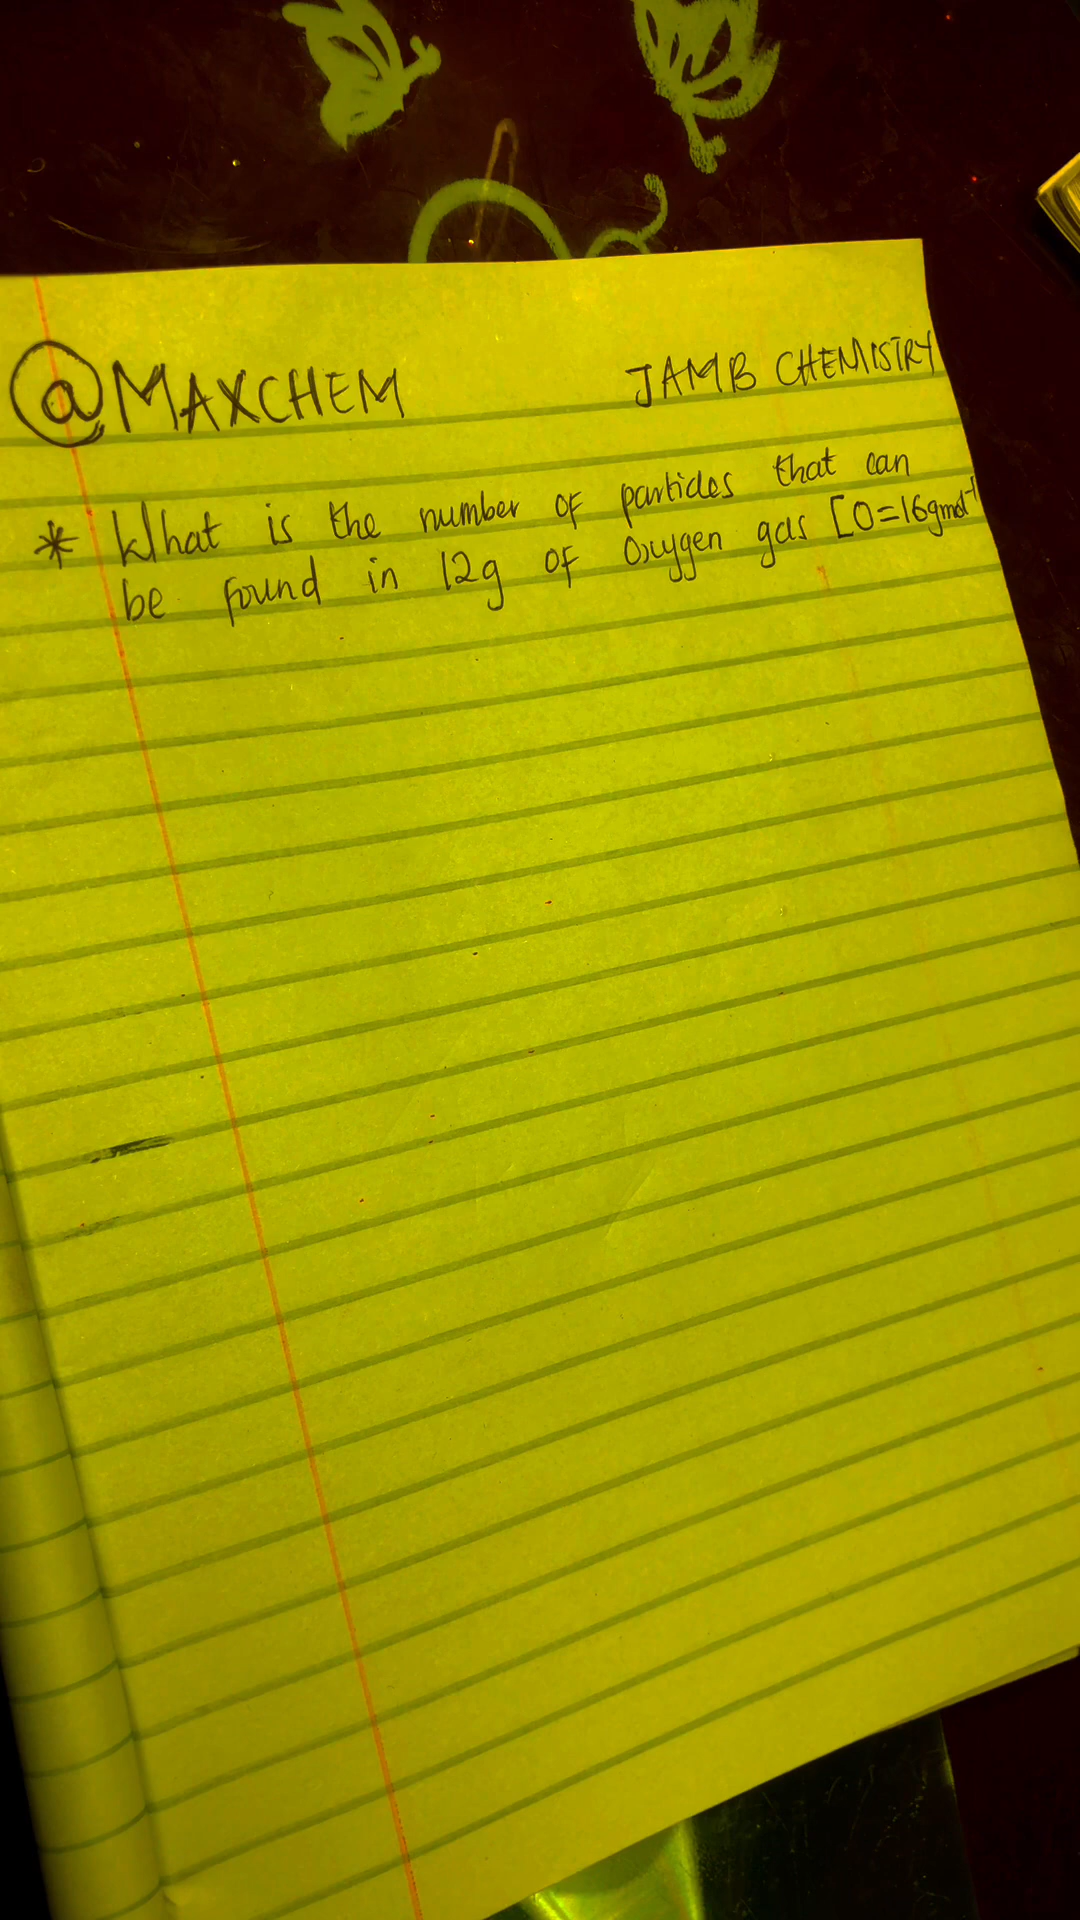 @MAXCHEM JAMB CHEMISTRY
* What is the number of particles that can
be found in 12g of Oxygen gas [O=16gmol⁻¹